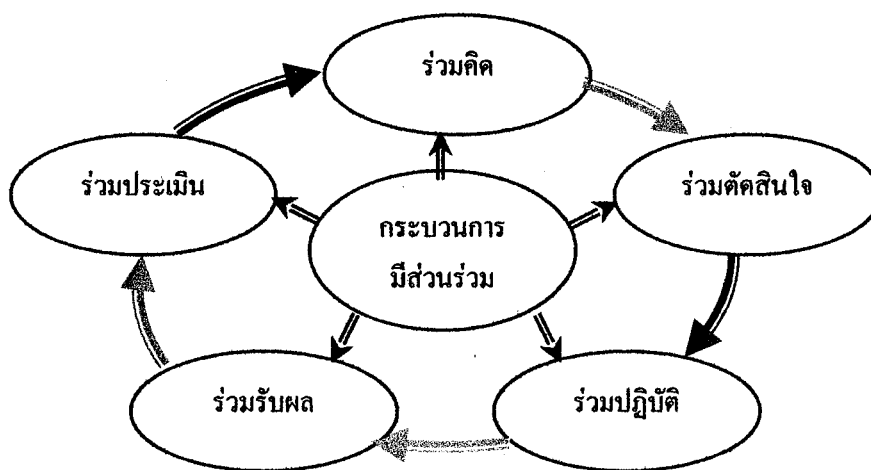 ร่วมคิด
ร่วมประเมิน
ร่วมตัดสินใจ
กระบวนการ
มีส่วนร่วม
ร่วมรับผล
ร่วมปฏิบัติ